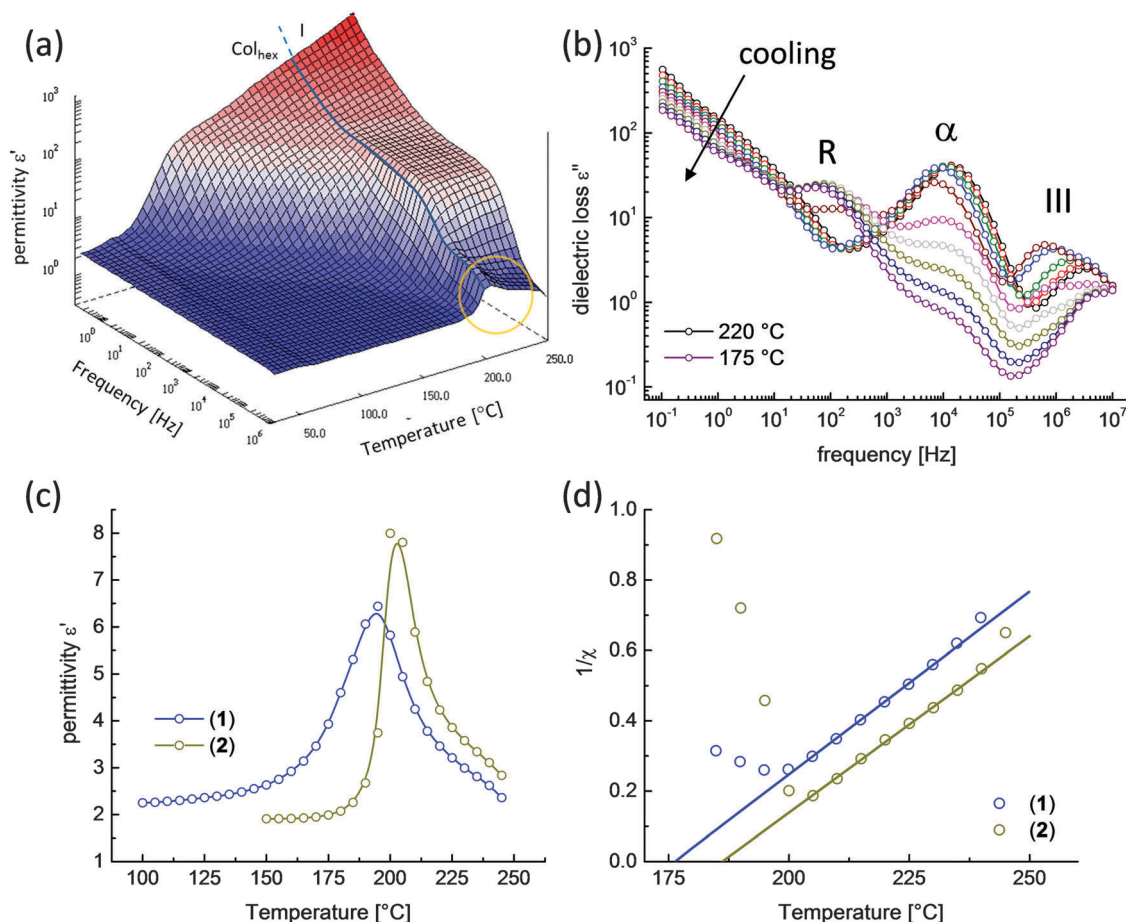 (a)
I
Col_hex
permittivity ε'
10^3
10^2
10^1
10^0
10^0
10^1
10^2
10^3
10^4
10^5
10^6
Frequency [Hz]
50.0
100.0
150.0
200.0
250.0
Temperature [°C]
(b)
cooling
R
α
III
dielectric loss ε''
10^3
10^2
10^1
10^0
10^-1
220 °C
175 °C
10^-1 10^0 10^1 10^2 10^3 10^4 10^5 10^6 10^7
frequency [Hz]
(c)
permittivity ε'
8
7
6
5
4
3
2
1
(1)
(2)
100 125 150 175 200 225 250
Temperature [°C]
(d)
1/χ
1.0
0.8
0.6
0.4
0.2
0.0
(1)
(2)
175 200 225 250
Temperature [°C]